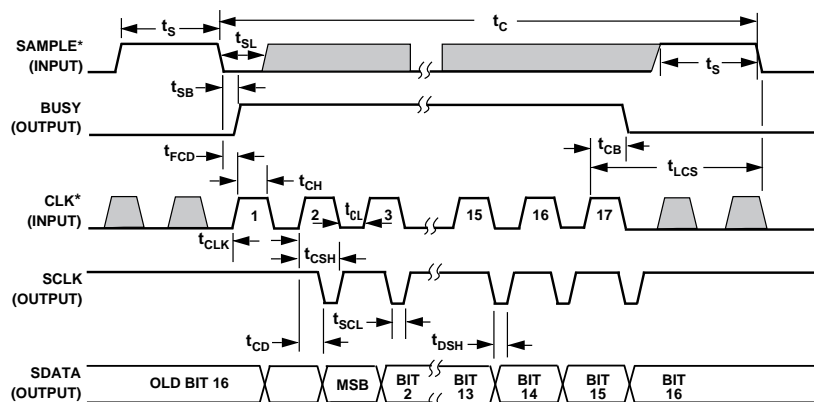 tS
tC
SAMPLE*
(INPUT)
tSL
tS
tSB
BUSY
(OUTPUT)
tFCD
tCB
tLCS
tCH
CLK*
(INPUT)
1
2
tCL
3
15
16
17
tCLK
tCSH
SCLK
(OUTPUT)
tCD
tSCL
tDSH
SDATA
(OUTPUT)
OLD BIT 16
MSB
BIT
2
BIT
13
BIT
14
BIT
15
BIT
16